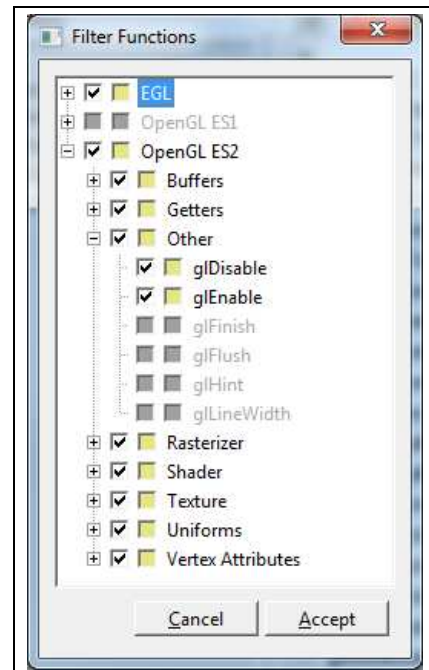 Filter Functions
EGL
OpenGL ES1
OpenGL ES2
Buffers
Getters
Other
glDisable
glEnable
glFinish
glFlush
glHint
glLineWidth
Rasterizer
Shader
Texture
Uniforms
Vertex Attributes
Cancel Accept